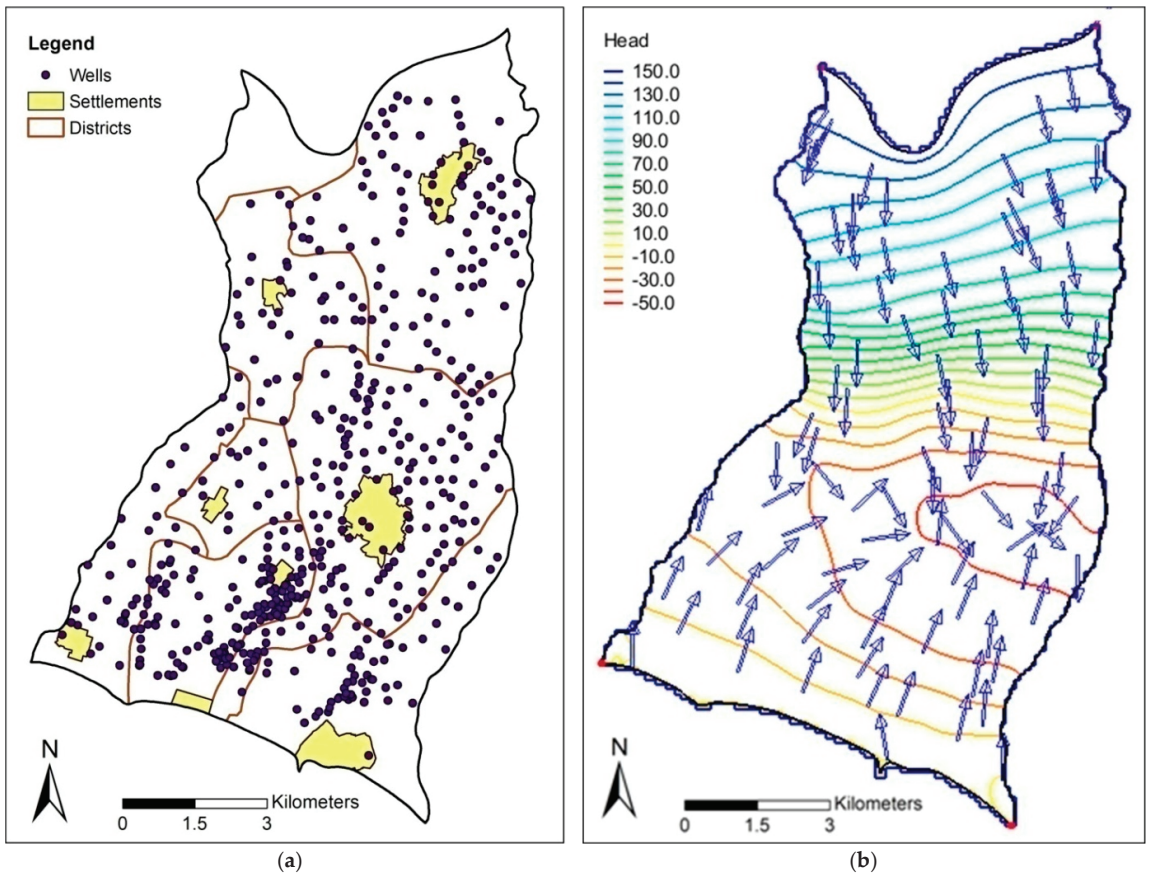 Legend
Wells
Settlements
Districts
N
Kilometers
0 1.5 3
(a)
Head
150.0
130.0
110.0
90.0
70.0
50.0
30.0
10.0
-10.0
-30.0
-50.0
N
Kilometers
0 1.5 3
(b)